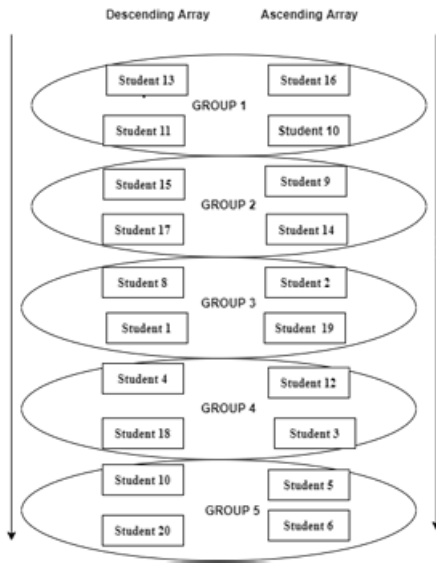 Descending Array Ascending Array
Student 13 Student 16
GROUP 1
Student 11 Student 10
Student 15 Student 9
GROUP 2
Student 17 Student 14
Student 8 Student 2
GROUP 3
Student 1 Student 19
Student 4 Student 12
GROUP 4
Student 18 Student 3
Student 10 Student 5
GROUP 5
Student 20 Student 6